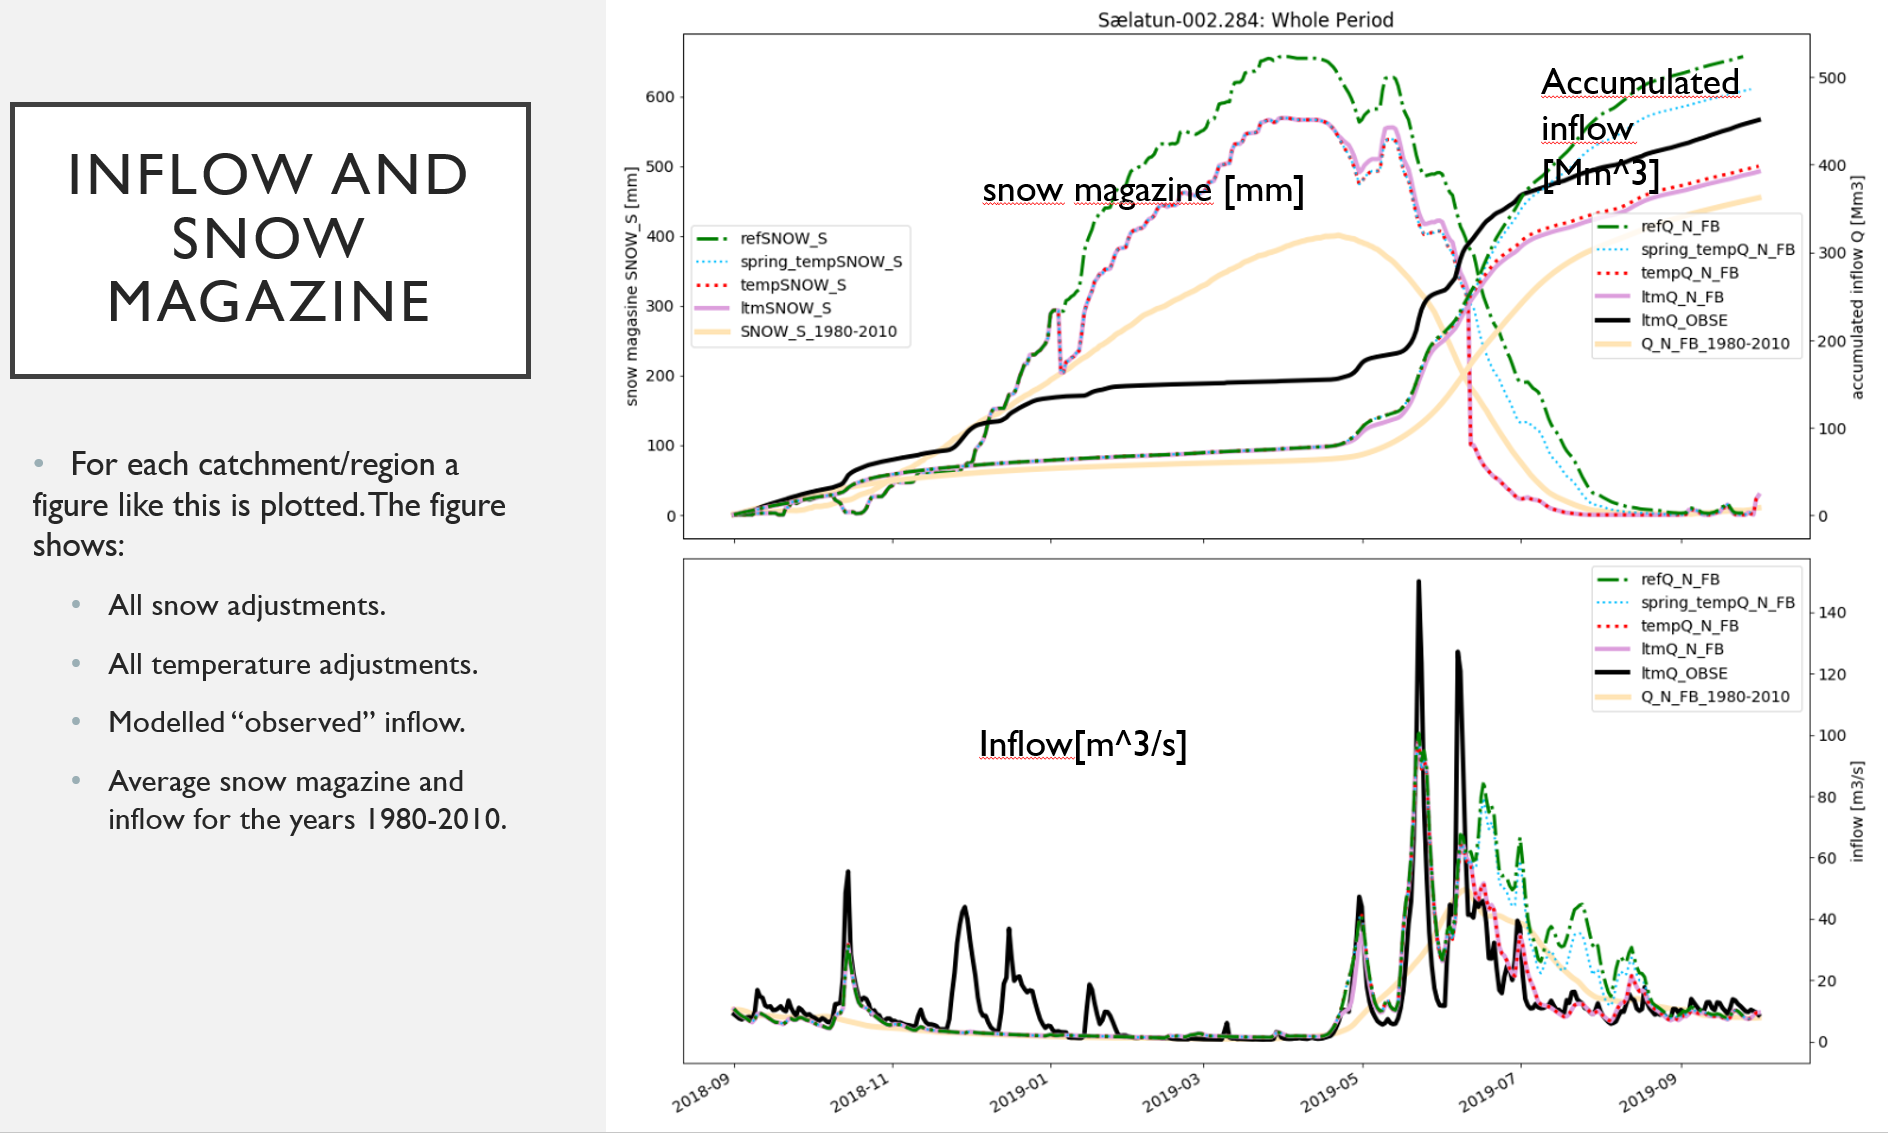 INFLOW AND
SNOW
MAGAZINE
• For each catchment/region a
figure like this is plotted. The figure
shows:
• All snow adjustments.
• All temperature adjustments.
• Modelled “observed” inflow.
• Average snow magazine and
inflow for the years 1980-2010.
Sælatun-002.284: Whole Period
snow magasine SNOW_S [mm]
600
500
400
300
200
100
0
snow magazine [mm]
refSNOW_S
spring_tempSNOW_S
tempSNOW_S
ltmSNOW_S
SNOW_S_1980-2010
Accumulated
inflow
[Mm^3]
refQ_N_FB
spring_tempQ_N_FB
tempQ_N_FB
ltmQ_N_FB
ltmQ_OBSE
Q_N_FB_1980-2010
500
400
300
200
100
0
accumulated inflow Q [Mm3]
Inflow[m^3/s]
refQ_N_FB
spring_tempQ_N_FB
tempQ_N_FB
ltmQ_N_FB
ltmQ_OBSE
Q_N_FB_1980-2010
140
120
100
80
60
40
20
0
inflow [m3/s]
2018-09
2018-11
2019-01
2019-03
2019-05
2019-07
2019-09